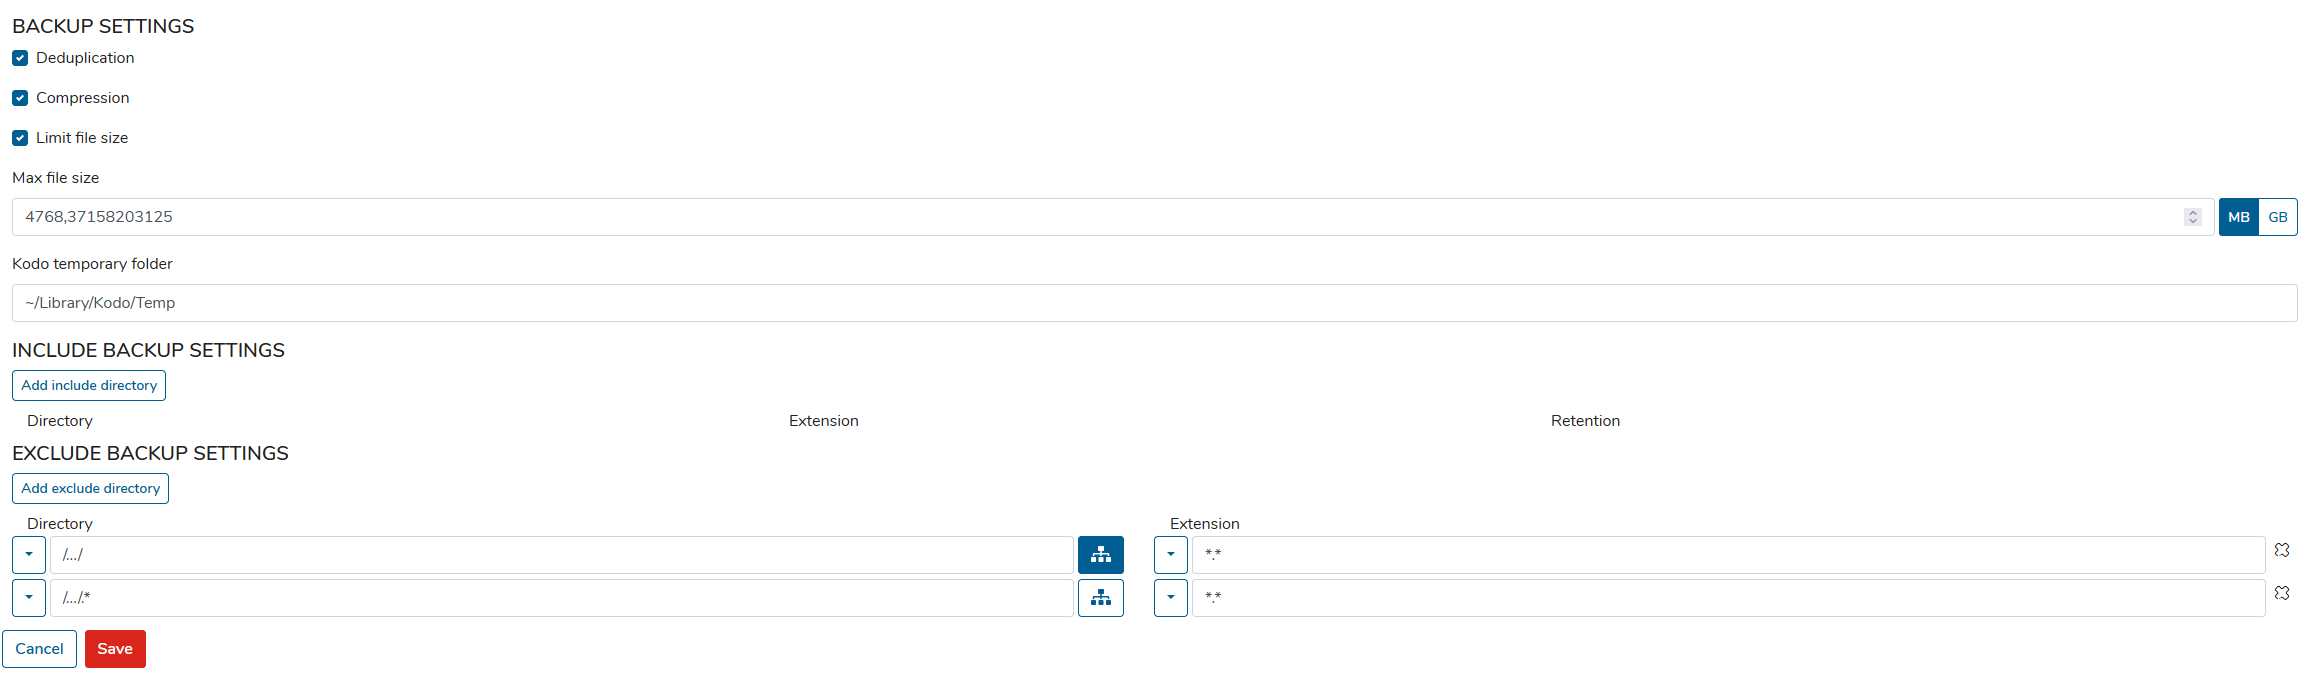 BACKUP SETTINGS
Deduplication
Compression
Limit file size
Max file size
4768,37158203125 MB GB
Kodo temporary folder
~/Library/Kodo/Temp
INCLUDE BACKUP SETTINGS
Add include directory
Directory Extension Retention
EXCLUDE BACKUP SETTINGS
Add exclude directory
Directory Extension
/.../ *.*
/.../.* *.*
Cancel Save